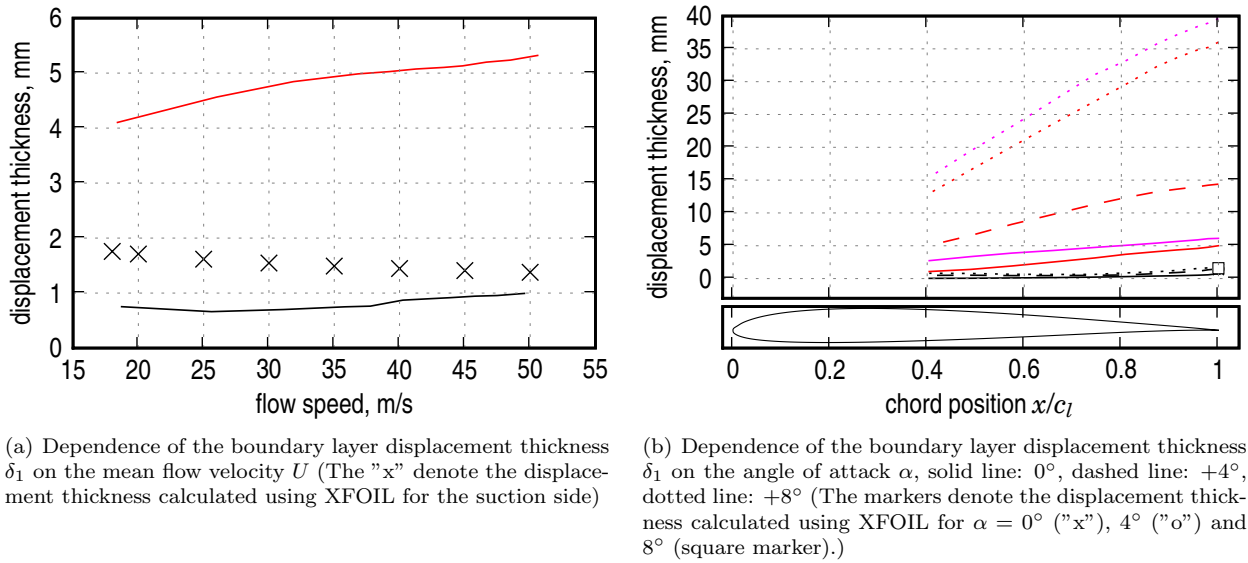 6
5
4
3
2
1
0
displacement thickness, mm
15 20 25 30 35 40 45 50 55
flow speed, m/s
(a) Dependence of the boundary layer displacement thickness
δ1 on the mean flow velocity U (The ”x” denote the displace-
ment thickness calculated using XFOIL for the suction side)
40
35
30
25
20
15
10
5
0
displacement thickness, mm
0 0.2 0.4 0.6 0.8 1
chord position x/cl
(b) Dependence of the boundary layer displacement thickness
δ1 on the angle of attack α, solid line: 0°, dashed line: +4°,
dotted line: +8° (The markers denote the displacement thick-
ness calculated using XFOIL for α = 0° (”x”), 4° (”o”) and
8° (square marker).)